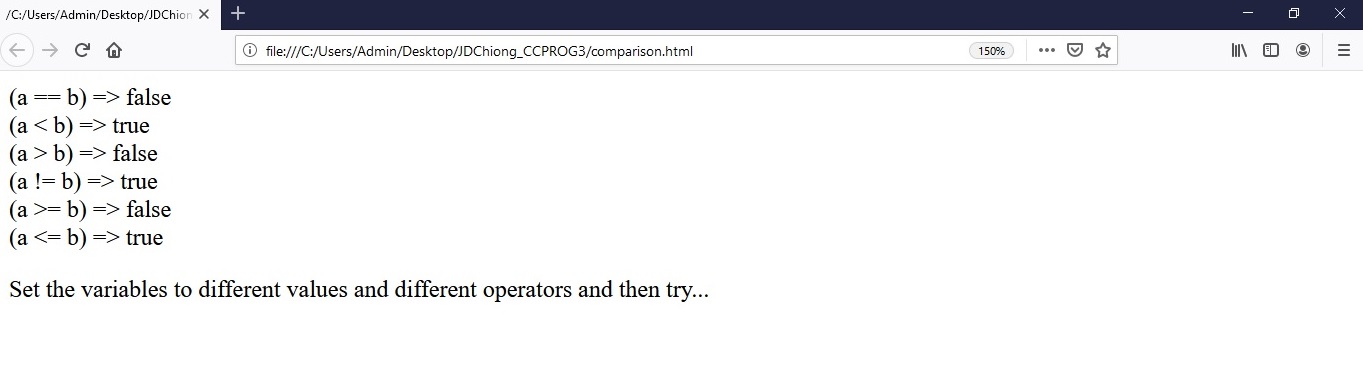 /C:/Users/Admin/Desktop/JDChion
file:///C:/Users/Admin/Desktop/JDChiong_CCPROG3/comparison.html
150%
(a == b) => false
(a < b) => true
(a > b) => false
(a != b) => true
(a >= b) => false
(a <= b) => true
Set the variables to different values and different operators and then try...